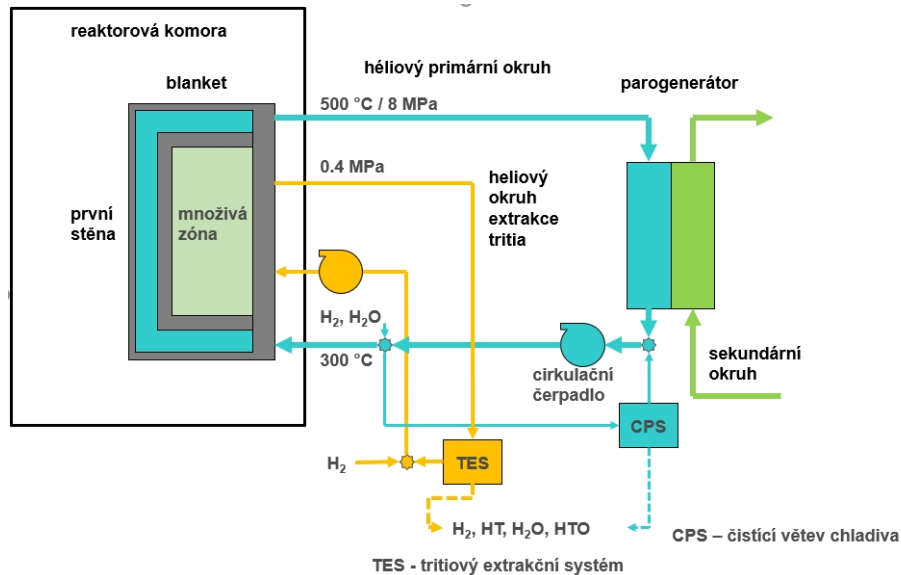 reaktorová komora
blanket
héliový primární okruh
parogenerátor
500 °C / 8 MPa
0.4 MPa
heliový
okruh
extrakce
tritia
první
stěna
množivá
zóna
H₂, H₂O
300 °C
cirkulační
čerpadlo
sekundární
okruh
CPS
H₂
TES
H₂, HT, H₂O, HTO
CPS – čistící větev chladiva
TES - tritiový extrakční systém